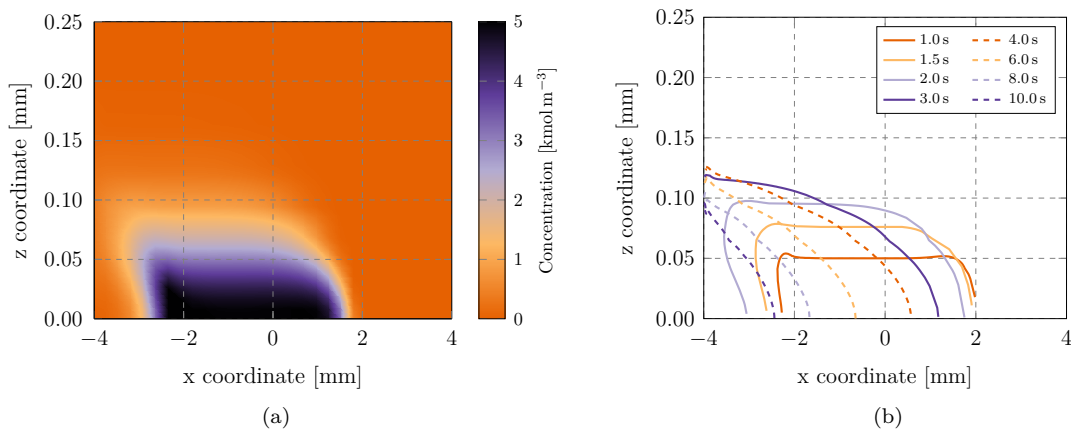 0.25
0.20
0.15
0.10
0.05
0.00
z coordinate [mm]
−4
−2
0
2
4
x coordinate [mm]
5
4
3
2
1
0
Concentration [kmol m⁻³]
(a)
0.25
0.20
0.15
0.10
0.05
0.00
z coordinate [mm]
1.0 s
4.0 s
1.5 s
6.0 s
2.0 s
8.0 s
3.0 s
10.0 s
−4
−2
0
2
4
x coordinate [mm]
(b)